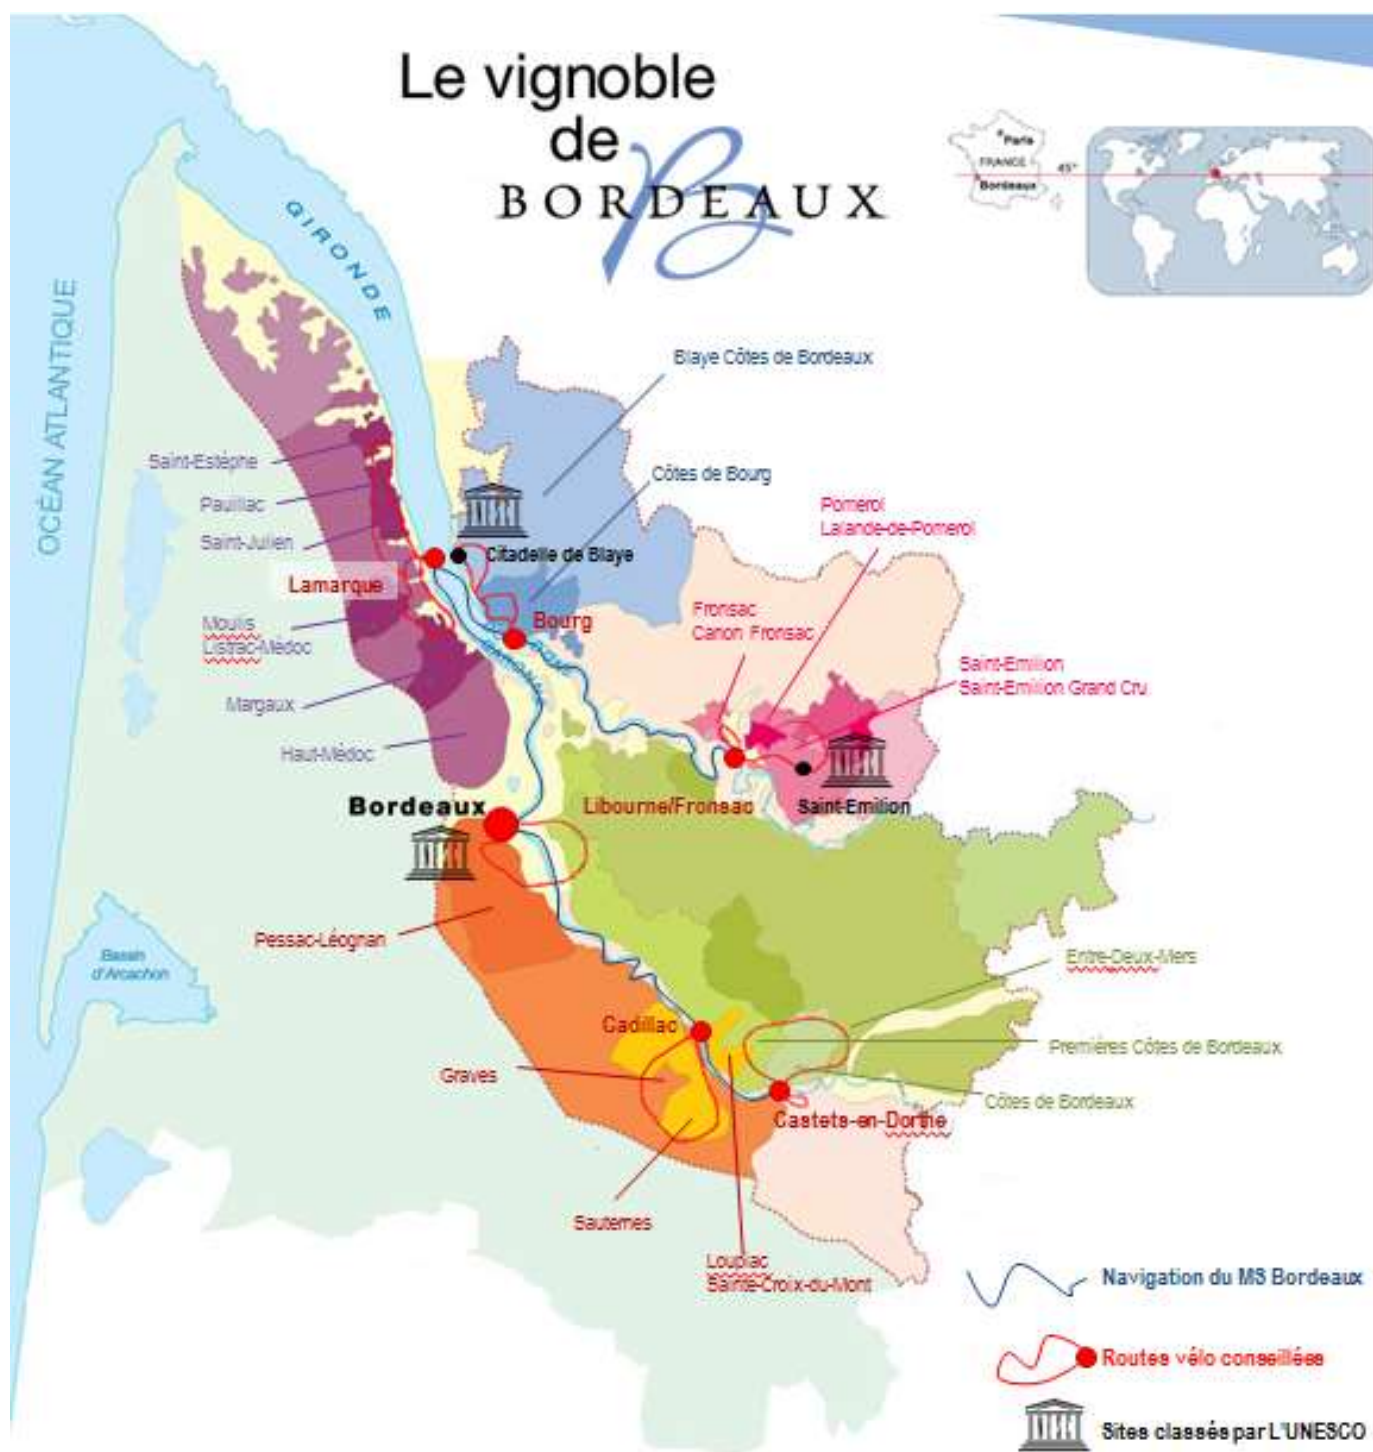 Le vignoble
de
BORDEAUX
Paris
FRANCE
45°
Bordeaux
GIRONDE
OCÉAN ATLANTIQUE
Blaye Côtes de Bordeaux
Saint-Estèphe
Côtes de Bourg
Pauillac
Pomerol
Lalande-de-Pomerol
Saint-Julien
Citadelle de Blaye
Lamarque
Fronsac
Canon Fronsac
Moulis
Listrac-Médoc
Bourg
Saint-Emilion
Saint-Emilion Grand Cru
Margaux
Haut-Médoc
Bordeaux
Libourne/Fronsac
Saint-Emilion
Pessac-Léognan
Bassin
d'Arcachon
Entre-Deux-Mers
Cadillac
Premières Côtes de Bordeaux
Graves
Côtes de Bordeaux
Castets-en-Dorthe
Sauternes
Loupiac
Sainte-Croix-du-Mont
Navigation du MS Bordeaux
Routes vélo conseillées
Sites classés par L'UNESCO